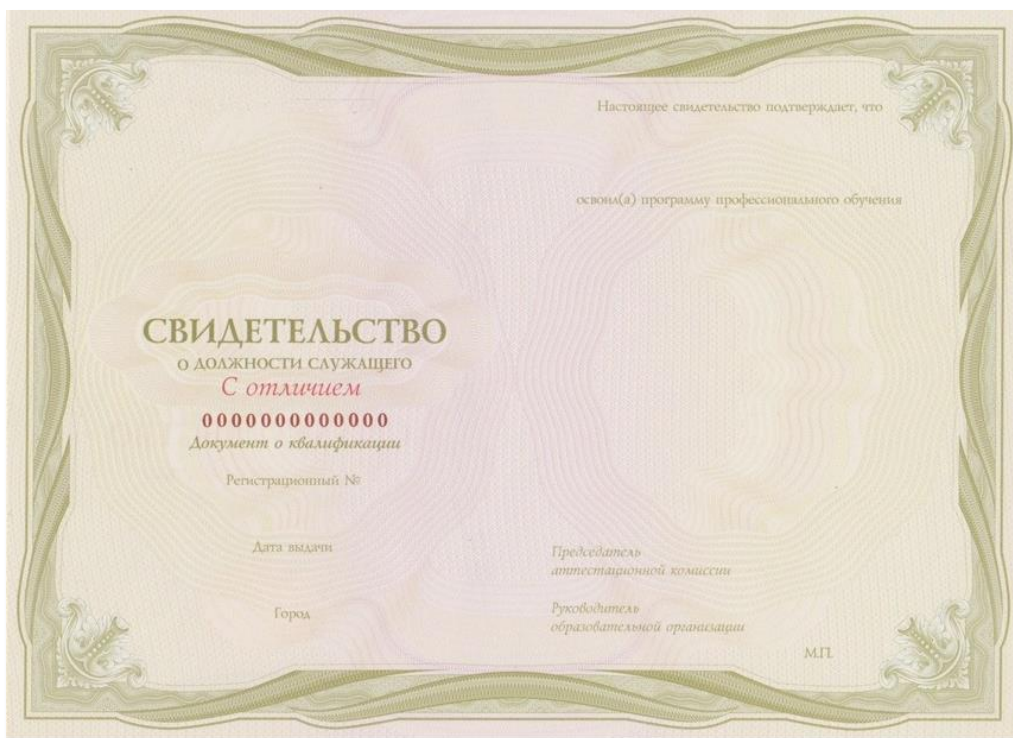 СВИДЕТЕЛЬСТВО
О ДОЛЖНОСТИ СЛУЖАЩЕГО
С отличием
0000000000000
Документ о квалификации
Регистрационный №
Дата выдачи
Город
Настоящее свидетельство подтверждает, что
освоил(а) программу профессионального обучения
Председатель
аттестационной комиссии
Руководитель
образовательной организации
М.П.